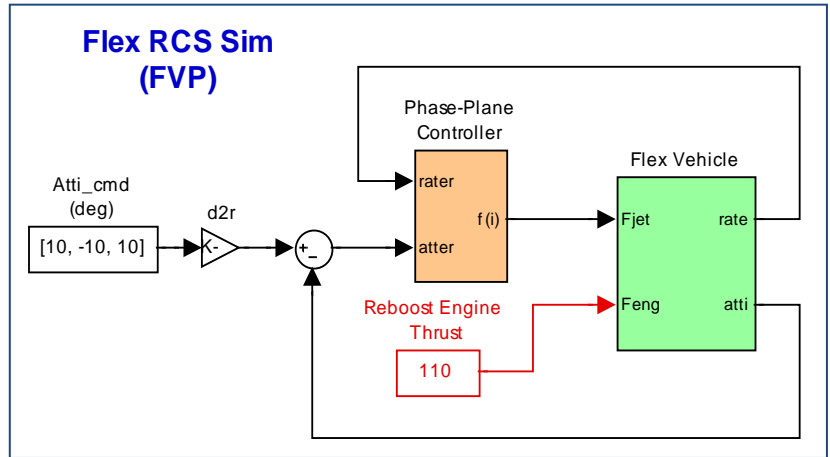 Flex RCS Sim
(FVP)
Phase-Plane
Controller
Flex Vehicle
Atti_cmd
(deg)
d2r
rater
[10, -10, 10]
K-
+
-
atter
f(i)
Fjet
rate
Reboost Engine
Thrust
Feng
atti
110